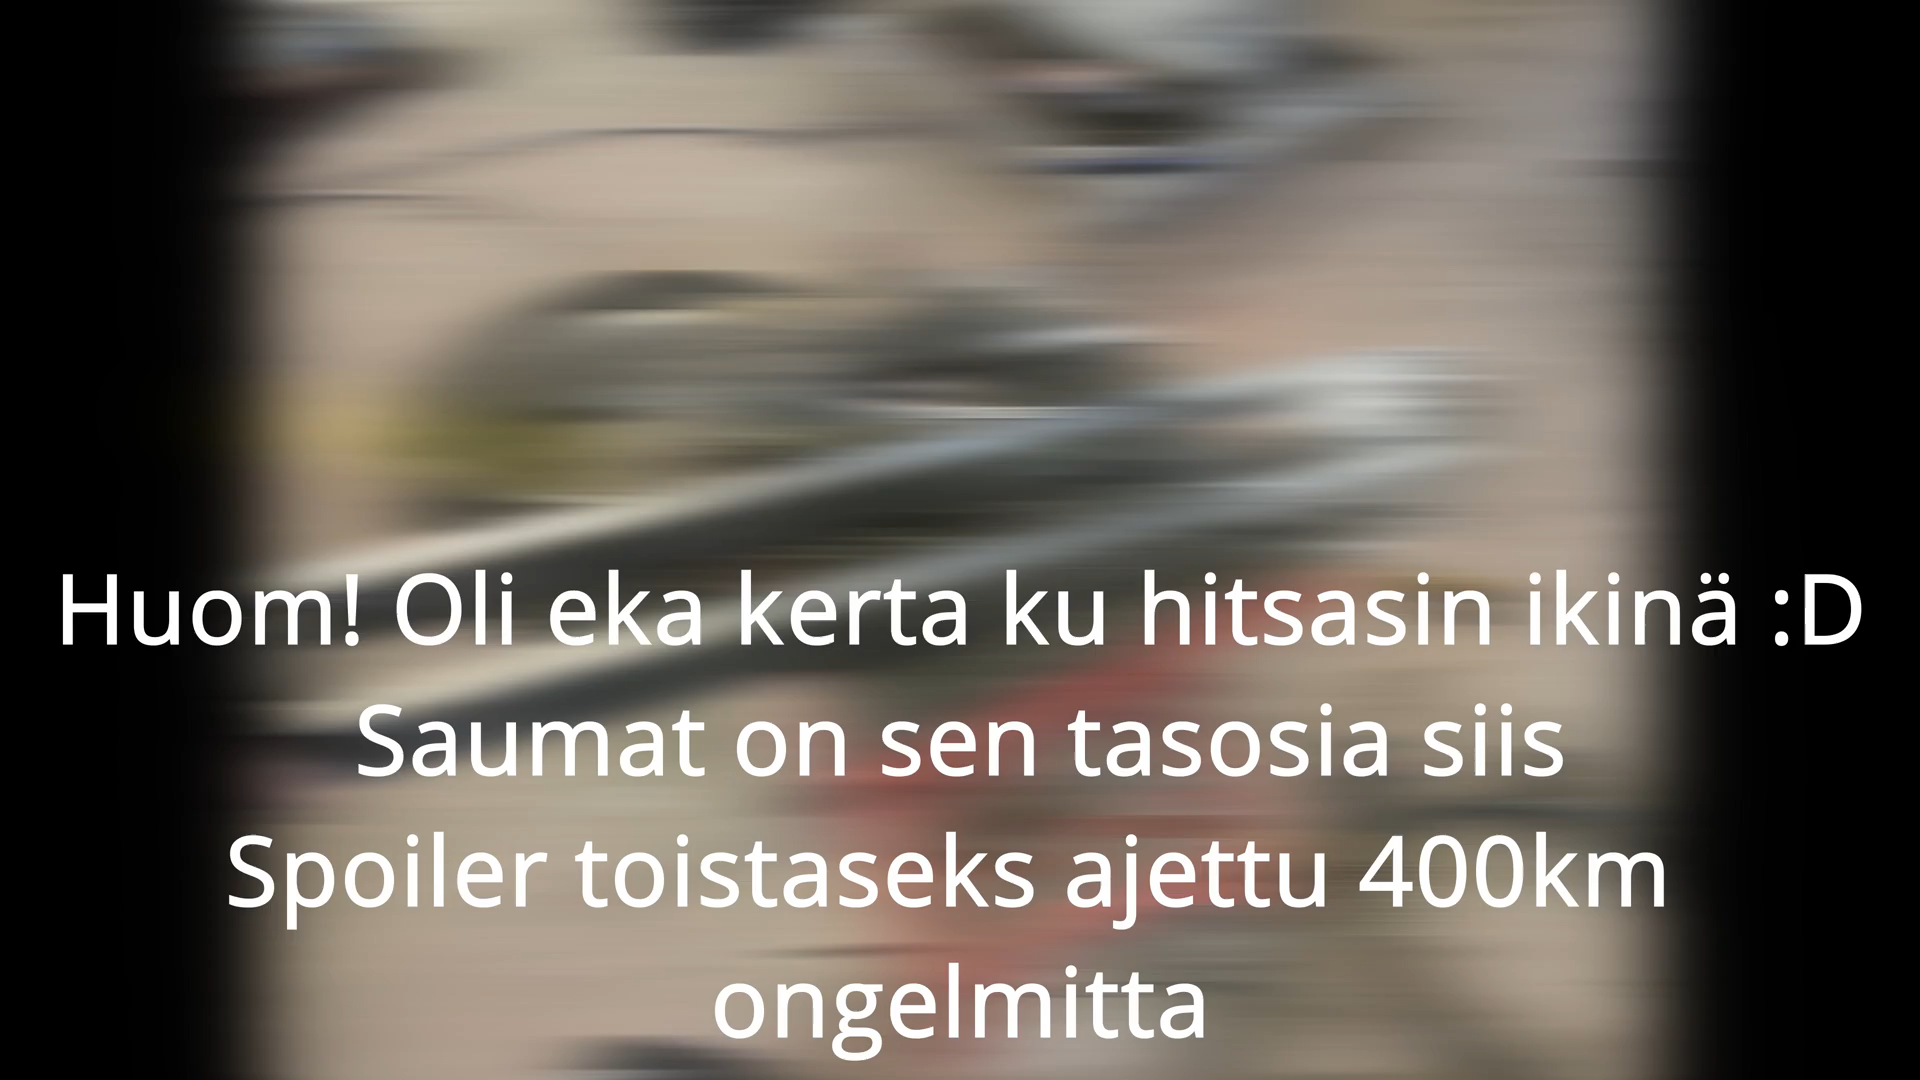 Huom! Oli eka kerta ku hitsasin ikinä :D
Saumat on sen tasosia siis
Spoiler toistaseks ajettu 400km
ongelmitta